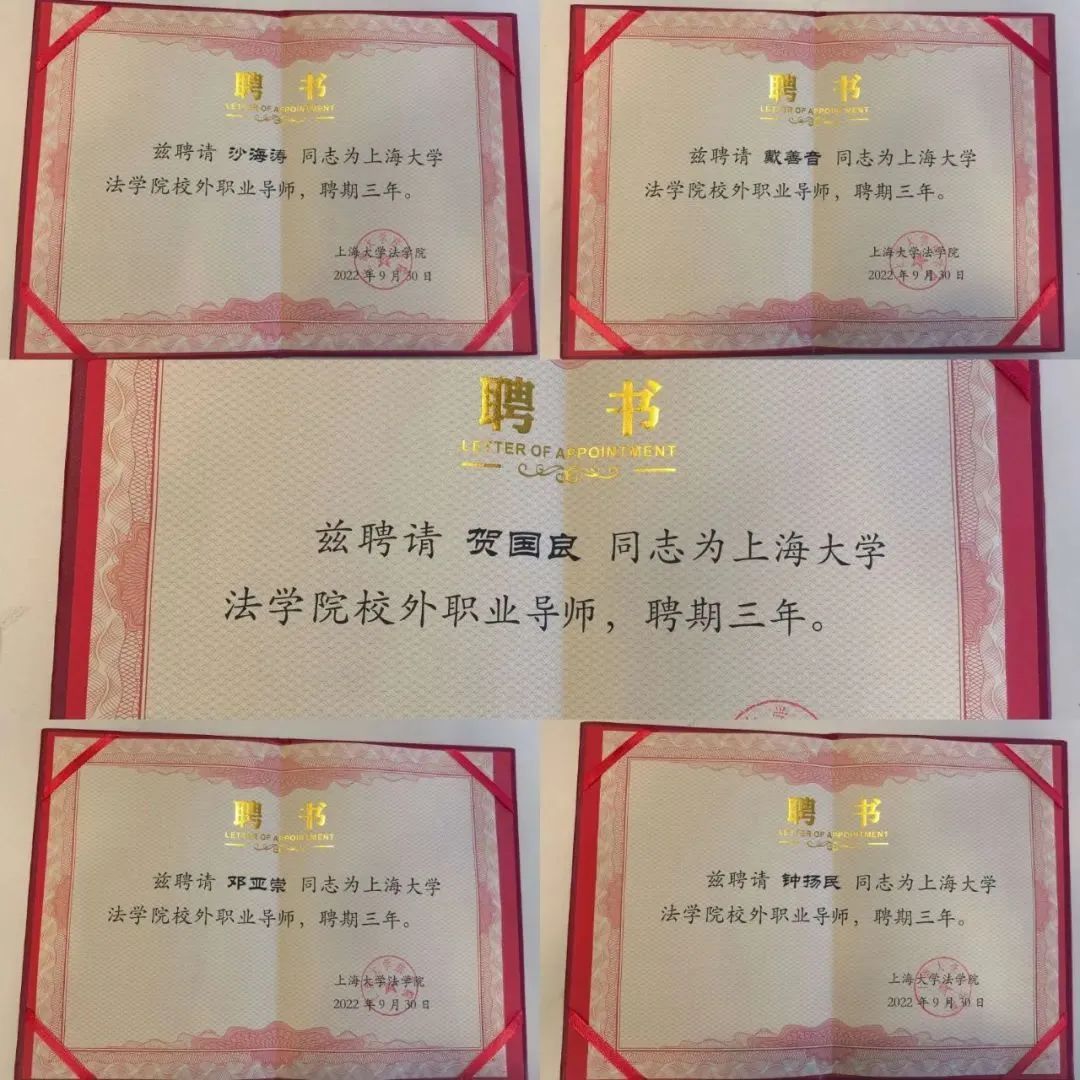 聘 书
LETTER OF APPOINTMENT
兹聘请 沙海涛 同志为上海大学
法学院校外职业导师，聘期三年。
上海大学法学院
2022年9月30日
聘 书
LETTER OF APPOINTMENT
兹聘请 戴善音 同志为上海大学
法学院校外职业导师，聘期三年。
上海大学法学院
2022年9月30日
聘 书
LETTER OF APPOINTMENT
兹聘请 贺国良 同志为上海大学
法学院校外职业导师，聘期三年。
聘 书
LETTER OF APPOINTMENT
兹聘请 邓亚崇 同志为上海大学
法学院校外职业导师，聘期三年。
上海大学法学院
2022年9月30日
聘 书
LETTER OF APPOINTMENT
兹聘请 钟扬民 同志为上海大学
法学院校外职业导师，聘期三年。
上海大学法学院
2022年9月30日